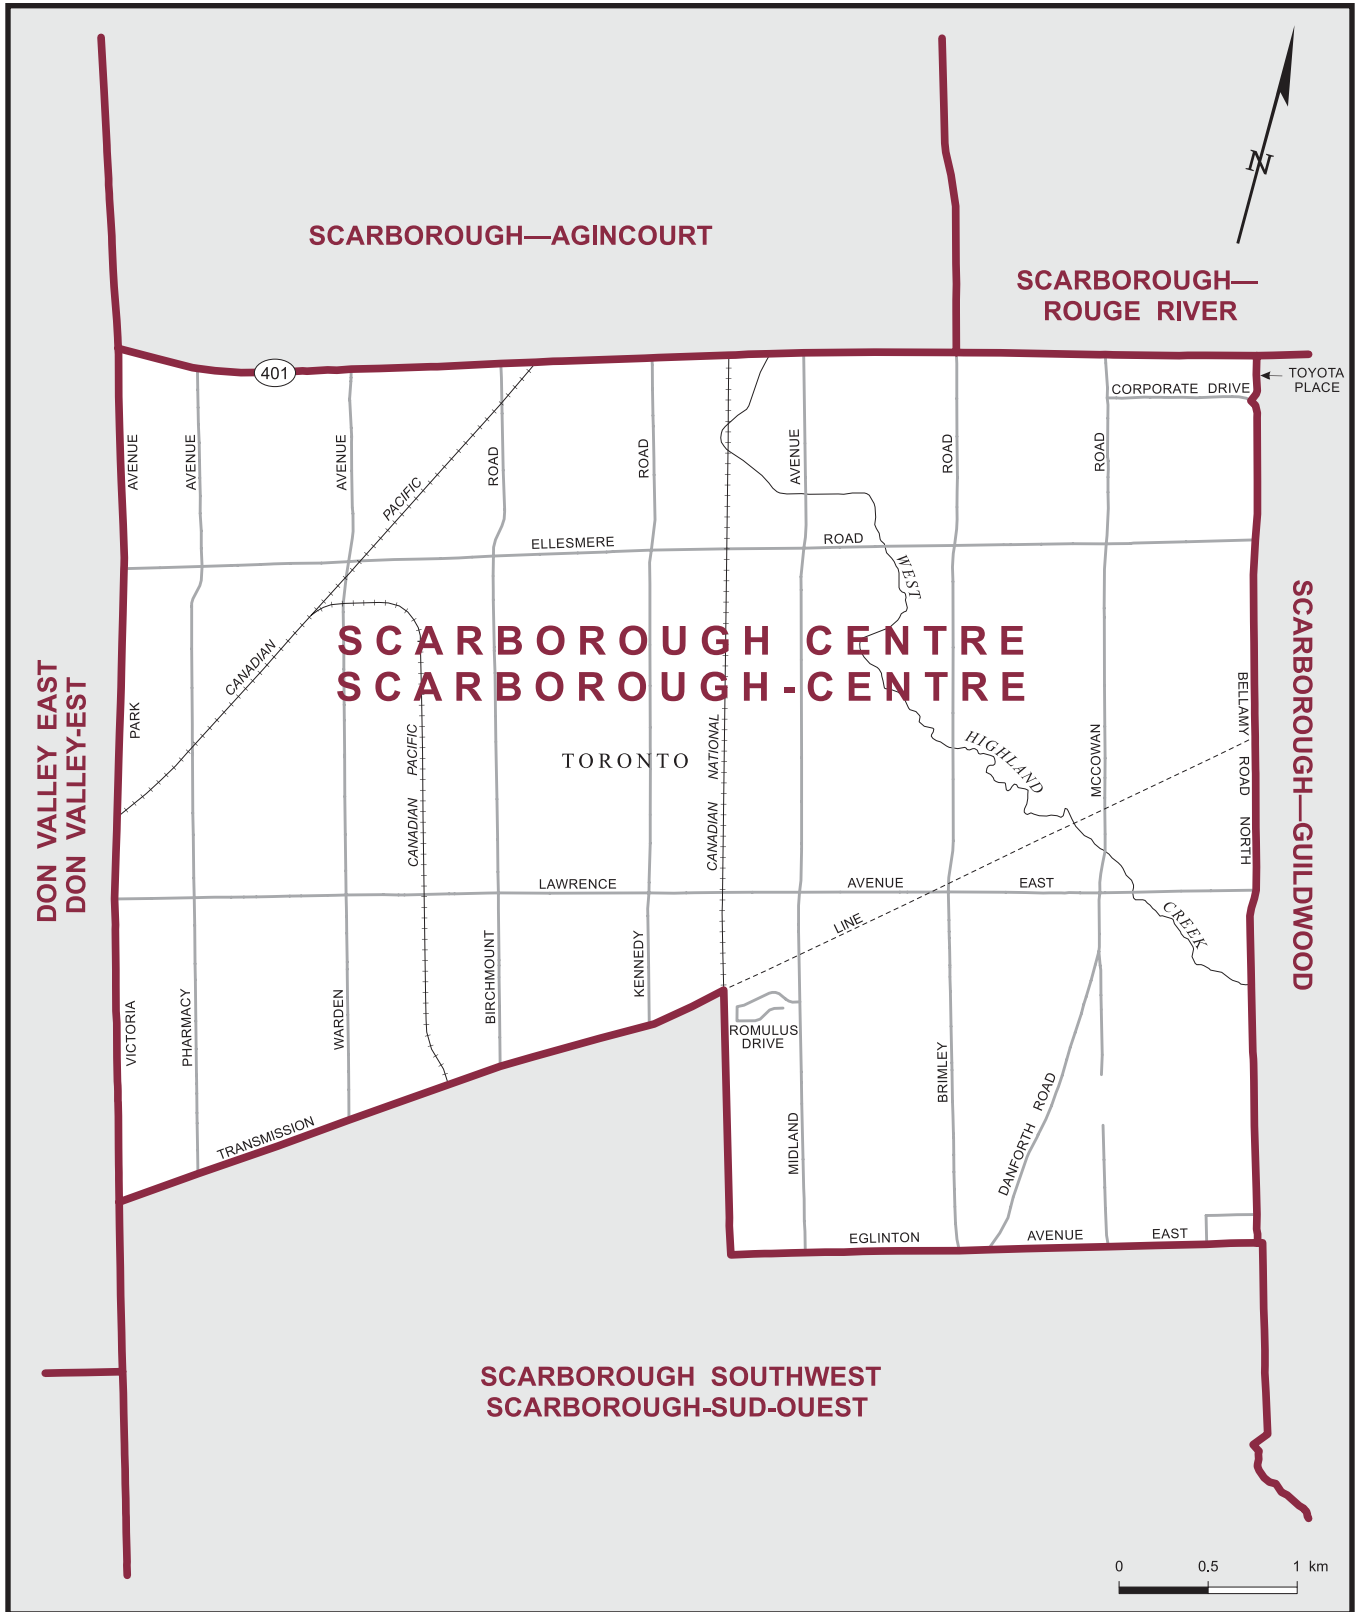 N
SCARBOROUGH—AGINCOURT
SCARBOROUGH—
ROUGE RIVER
401
TOYOTA
PLACE
CORPORATE DRIVE
AVENUE
AVENUE
AVENUE
ROAD
ROAD
AVENUE
ROAD
ROAD
PACIFIC
ELLESMERE
ROAD
WEST
CANADIAN
SCARBOROUGH CENTRE
SCARBOROUGH-CENTRE
DON VALLEY EAST
DON VALLEY-EST
SCARBOROUGH—GUILDWOOD
PARK
CANADIAN PACIFIC
TORONTO
CANADIAN NATIONAL
HIGHLAND
MCCOWAN
BELLAMY ROAD NORTH
LAWRENCE
AVENUE
EAST
LINE
CREEK
VICTORIA
PHARMACY
WARDEN
BIRCHMOUNT
KENNEDY
ROMULUS
DRIVE
MIDLAND
BRIMLEY
DANFORTH ROAD
TRANSMISSION
EGLINTON
AVENUE
EAST
SCARBOROUGH SOUTHWEST
SCARBOROUGH-SUD-OUEST
0 0.5 1 km